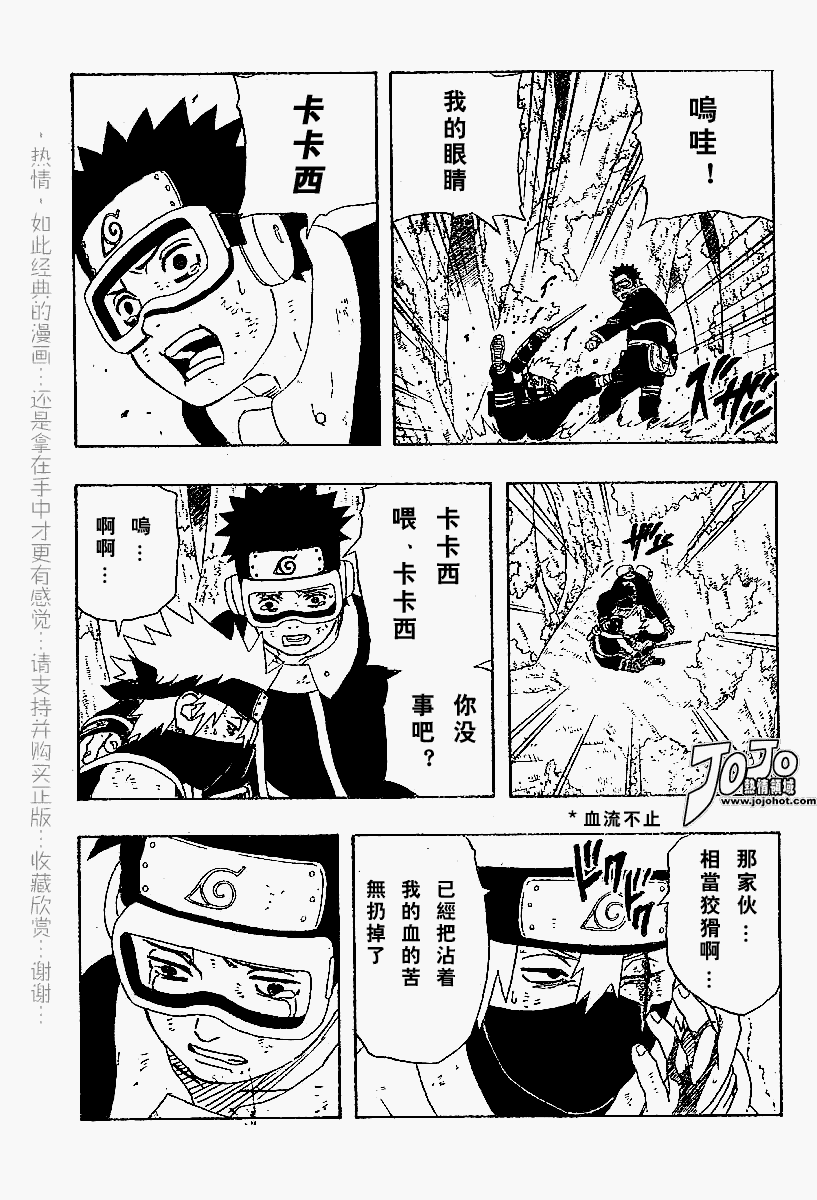 嗚哇！
我的眼睛
卡卡西
卡卡西
喂、卡卡西
你没
事吧？
嗚…
啊啊…
＊血流不止
那家伙…
相當狡猾啊…
已經把沾着
我的血的苦
無扔掉了
JOJO
熱情領域
www.jojohot.com
、热情、如此经典的漫画…还是拿在手中才更有感觉…请支持并购买正版…收藏欣赏…谢谢…